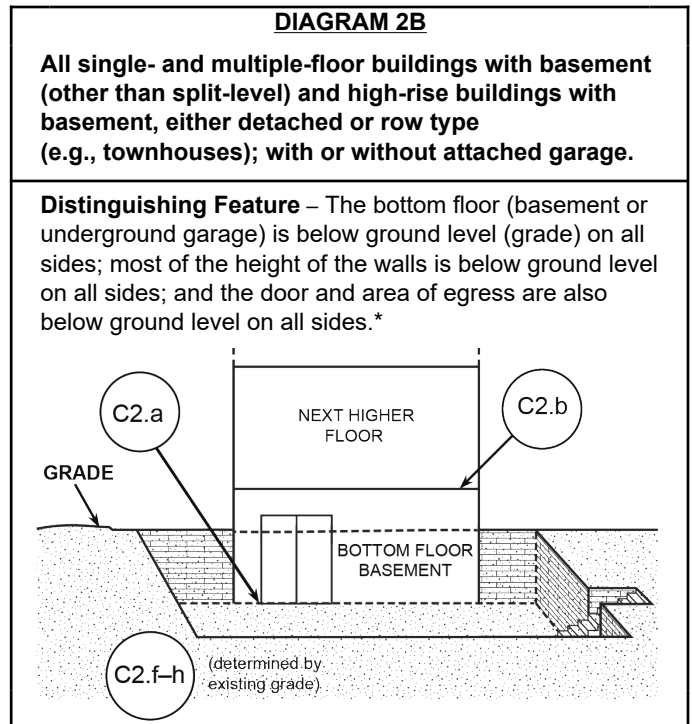 DIAGRAM 2B
All single- and multiple-floor buildings with basement
(other than split-level) and high-rise buildings with
basement, either detached or row type
(e.g., townhouses); with or without attached garage.
Distinguishing Feature – The bottom floor (basement or
underground garage) is below ground level (grade) on all
sides; most of the height of the walls is below ground level
on all sides; and the door and area of egress are also
below ground level on all sides.*
C2.a
NEXT HIGHER
FLOOR
C2.b
GRADE
BOTTOM FLOOR
BASEMENT
C2.f–h
(determined by
existing grade)